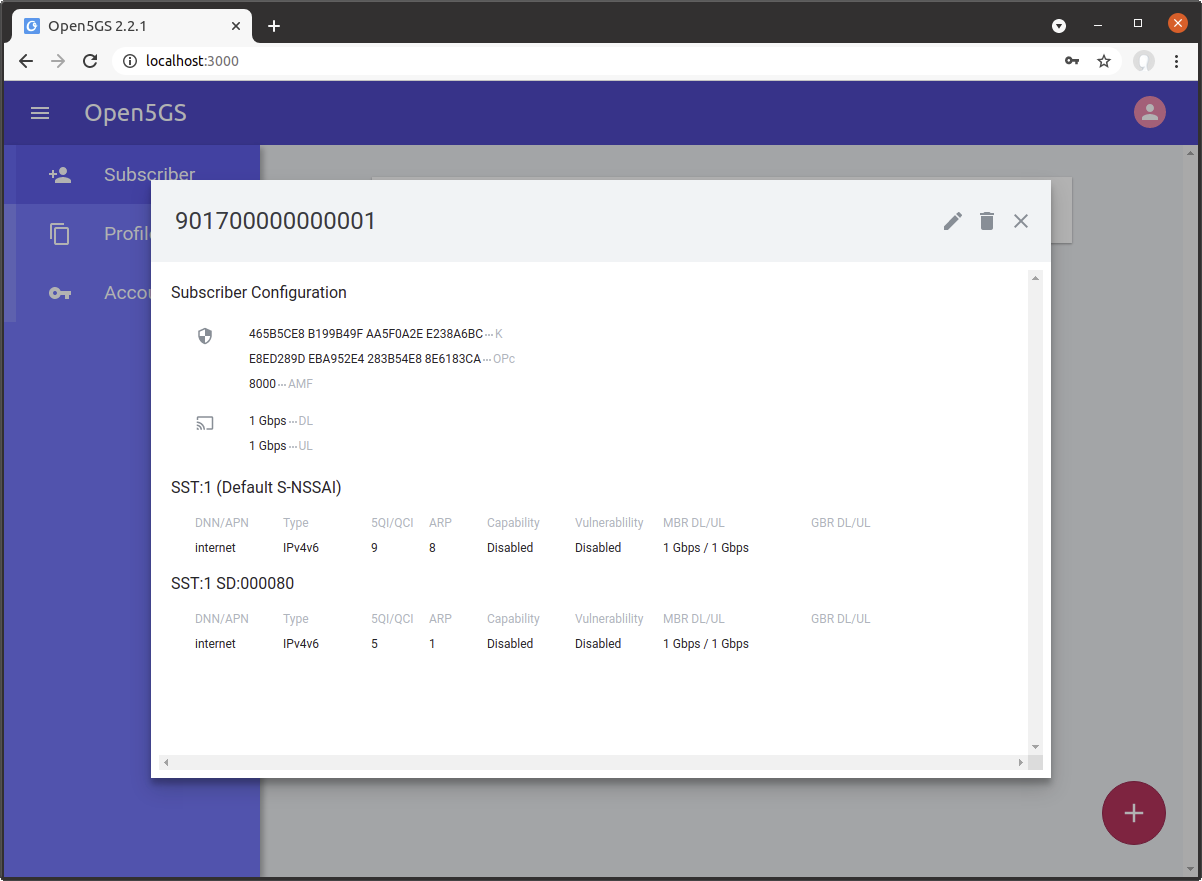 Open5GS 2.2.1
localhost:3000
Open5GS
Subscriber
Profile
Accou
901700000000001
Subscriber Configuration
465B5CE8 B199B49F AA5F0A2E E238A6BC···K
E8ED289D EBA952E4 283B54E8 8E6183CA···OPc
8000···AMF
1 Gbps···DL
1 Gbps···UL
SST:1 (Default S-NSSAI)
DNN/APN Type 5QI/QCI ARP Capability Vulnerablility MBR DL/UL GBR DL/UL
internet IPv4v6 9 8 Disabled Disabled 1 Gbps / 1 Gbps
SST:1 SD:000080
DNN/APN Type 5QI/QCI ARP Capability Vulnerablility MBR DL/UL GBR DL/UL
internet IPv4v6 5 1 Disabled Disabled 1 Gbps / 1 Gbps